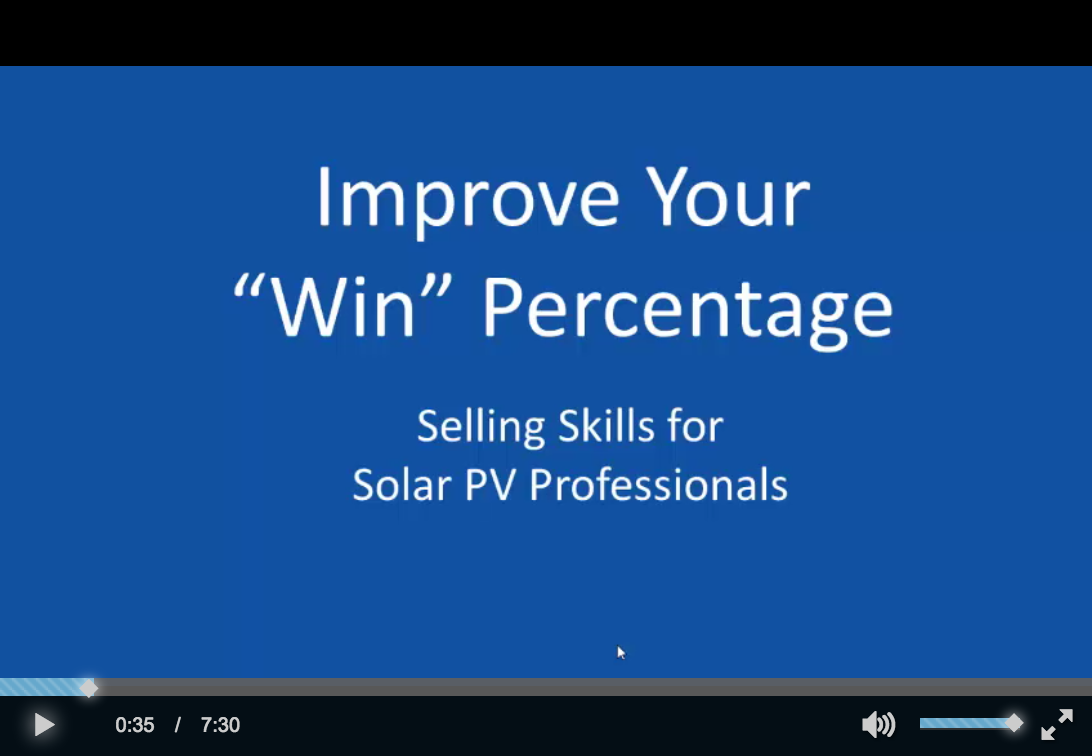 Improve Your
“Win” Percentage
Selling Skills for
Solar PV Professionals
0:35 / 7:30